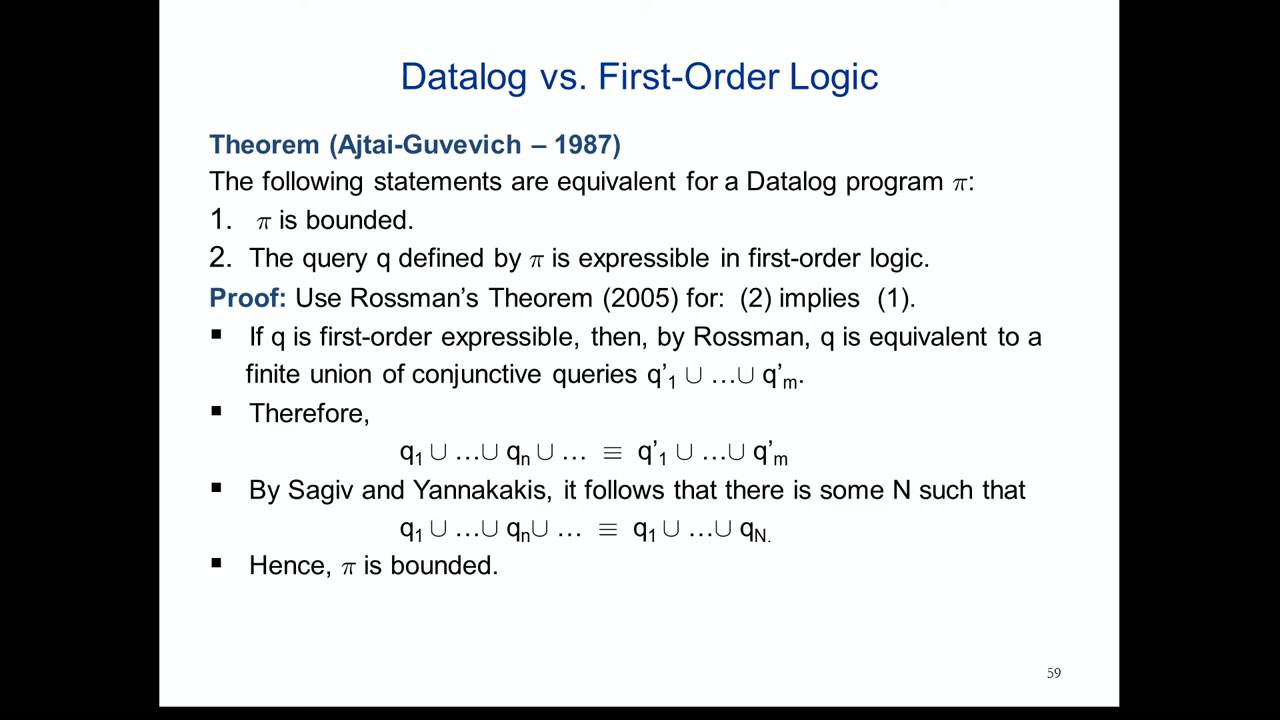 Datalog vs. First-Order Logic
Theorem (Ajtai-Guvevich – 1987)
The following statements are equivalent for a Datalog program π:
1. π is bounded.
2. The query q defined by π is expressible in first-order logic.
Proof: Use Rossman's Theorem (2005) for: (2) implies (1).
▪ If q is first-order expressible, then, by Rossman, q is equivalent to a
finite union of conjunctive queries q'₁ ∪ …∪ q'ₘ.
▪ Therefore,
q₁ ∪ …∪ qₙ ∪ … ≡ q'₁ ∪ …∪ q'ₘ
▪ By Sagiv and Yannakakis, it follows that there is some N such that
q₁ ∪ …∪ qₙ∪ … ≡ q₁ ∪ …∪ q_N.
▪ Hence, π is bounded.
59